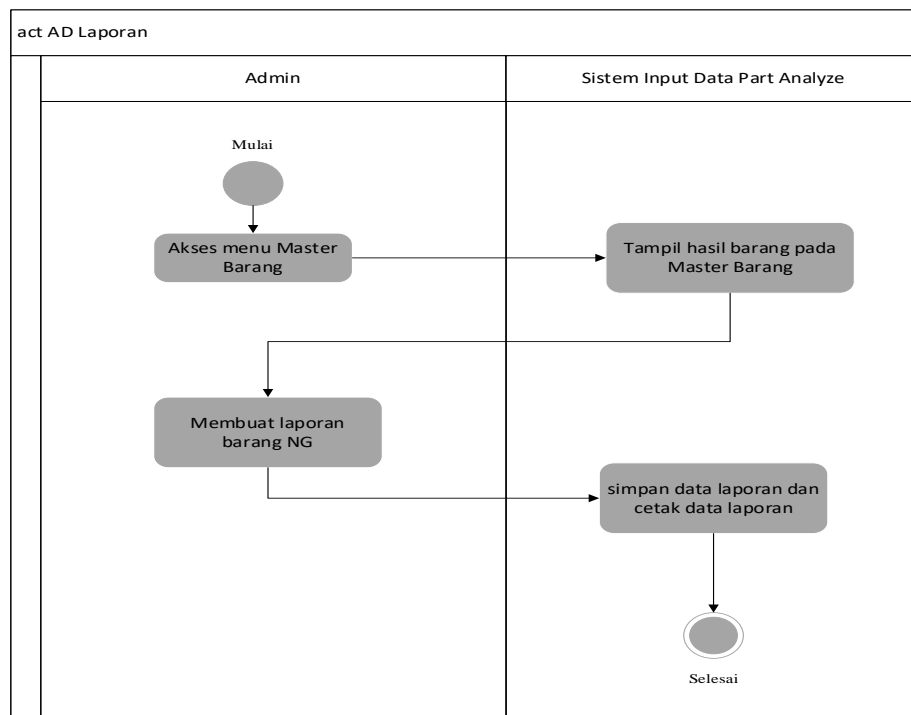 act AD Laporan
Admin
Sistem Input Data Part Analyze
Mulai
Akses menu Master
Barang
Tampil hasil barang pada
Master Barang
Membuat laporan
barang NG
simpan data laporan dan
cetak data laporan
Selesai